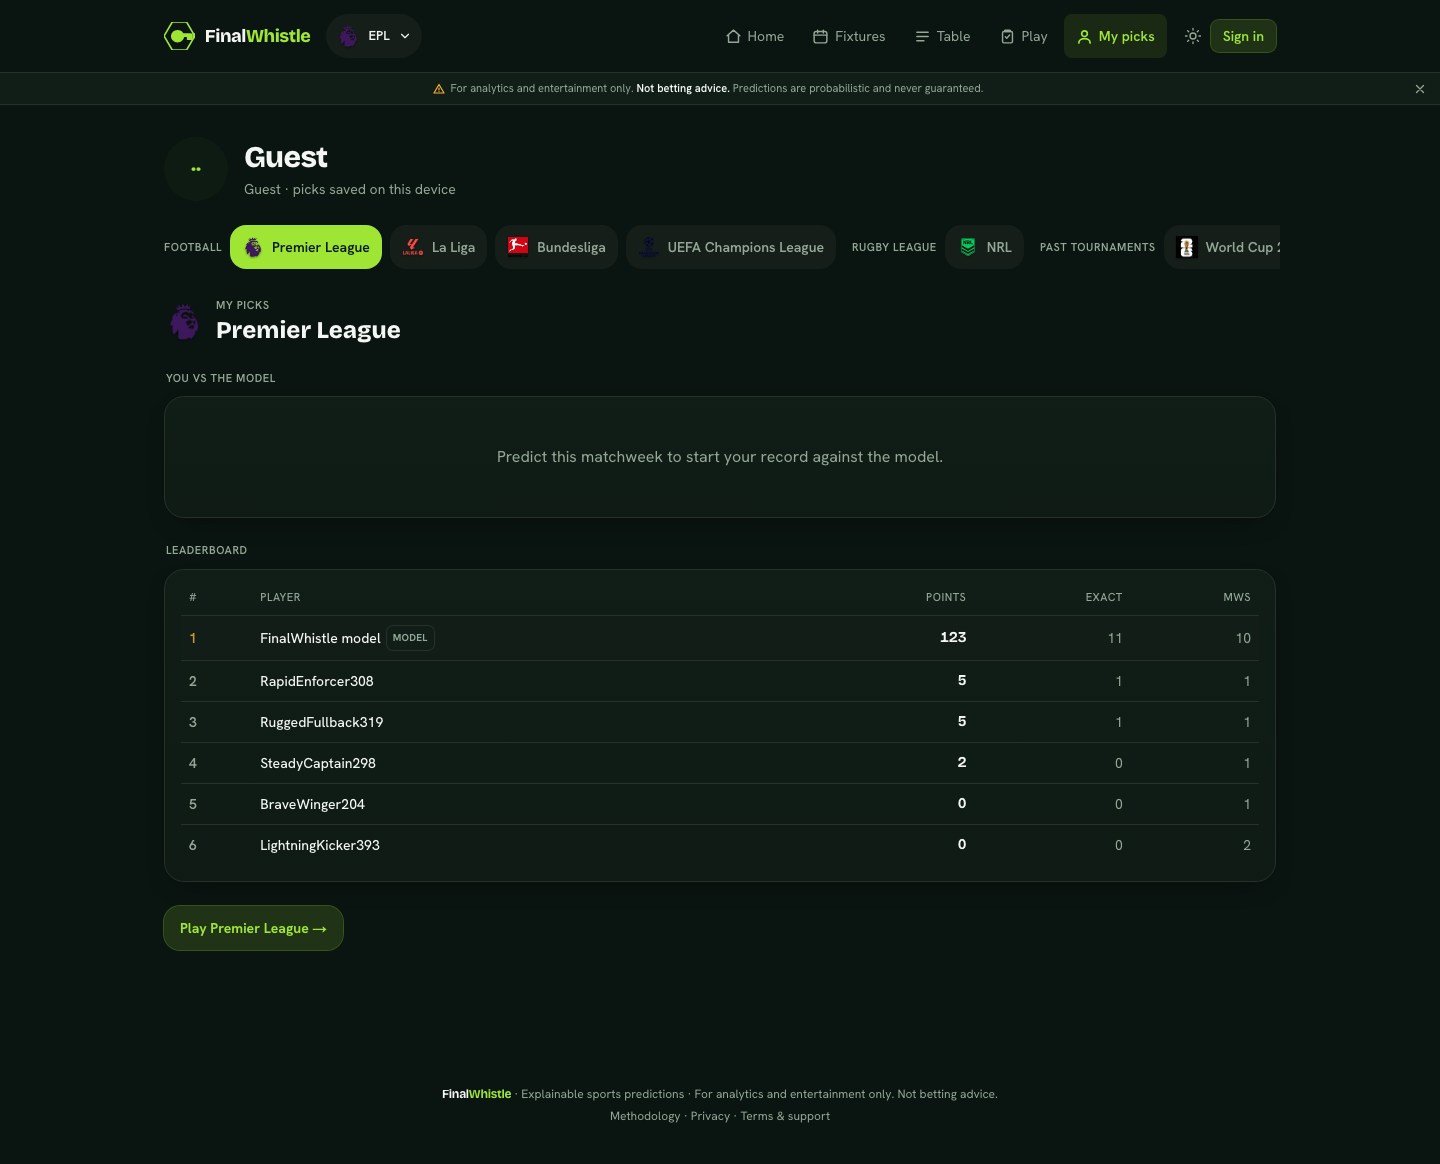 FinalWhistle EPL Home Fixtures Table Play My picks Sign in
For analytics and entertainment only. Not betting advice. Predictions are probabilistic and never guaranteed.
Guest
Guest · picks saved on this device
FOOTBALL Premier League La Liga Bundesliga UEFA Champions League RUGBY LEAGUE NRL PAST TOURNAMENTS World Cup
MY PICKS
Premier League
YOU VS THE MODEL
Predict this matchweek to start your record against the model.
LEADERBOARD
# PLAYER POINTS EXACT MWS
1 FinalWhistle model MODEL 123 11 10
2 RapidEnforcer308 5 1 1
3 RuggedFullback319 5 1 1
4 SteadyCaptain298 2 0 1
5 BraveWinger204 0 0 1
6 LightningKicker393 0 0 2
Play Premier League →
FinalWhistle · Explainable sports predictions · For analytics and entertainment only. Not betting advice.
Methodology · Privacy · Terms & support